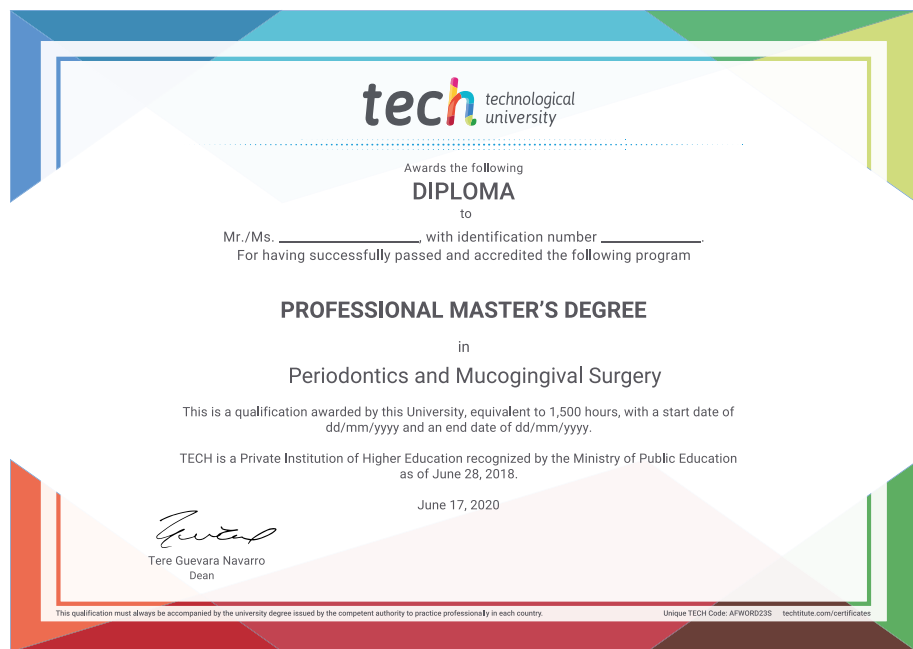 tech technological
university
Awards the following
DIPLOMA
to
Mr./Ms. ____________________, with identification number ______________.
For having successfully passed and accredited the following program
PROFESSIONAL MASTER'S DEGREE
in
Periodontics and Mucogingival Surgery
This is a qualification awarded by this University, equivalent to 1,500 hours, with a start date of
dd/mm/yyyy and an end date of dd/mm/yyyy.
TECH is a Private Institution of Higher Education recognized by the Ministry of Public Education
as of June 28, 2018.
June 17, 2020
Tere Guevara Navarro
Dean
This qualification must always be accompanied by the university degree issued by the competent authority to practice professionally in each country.
Unique TECH Code: AFWORD23S techtitute.com/certificates